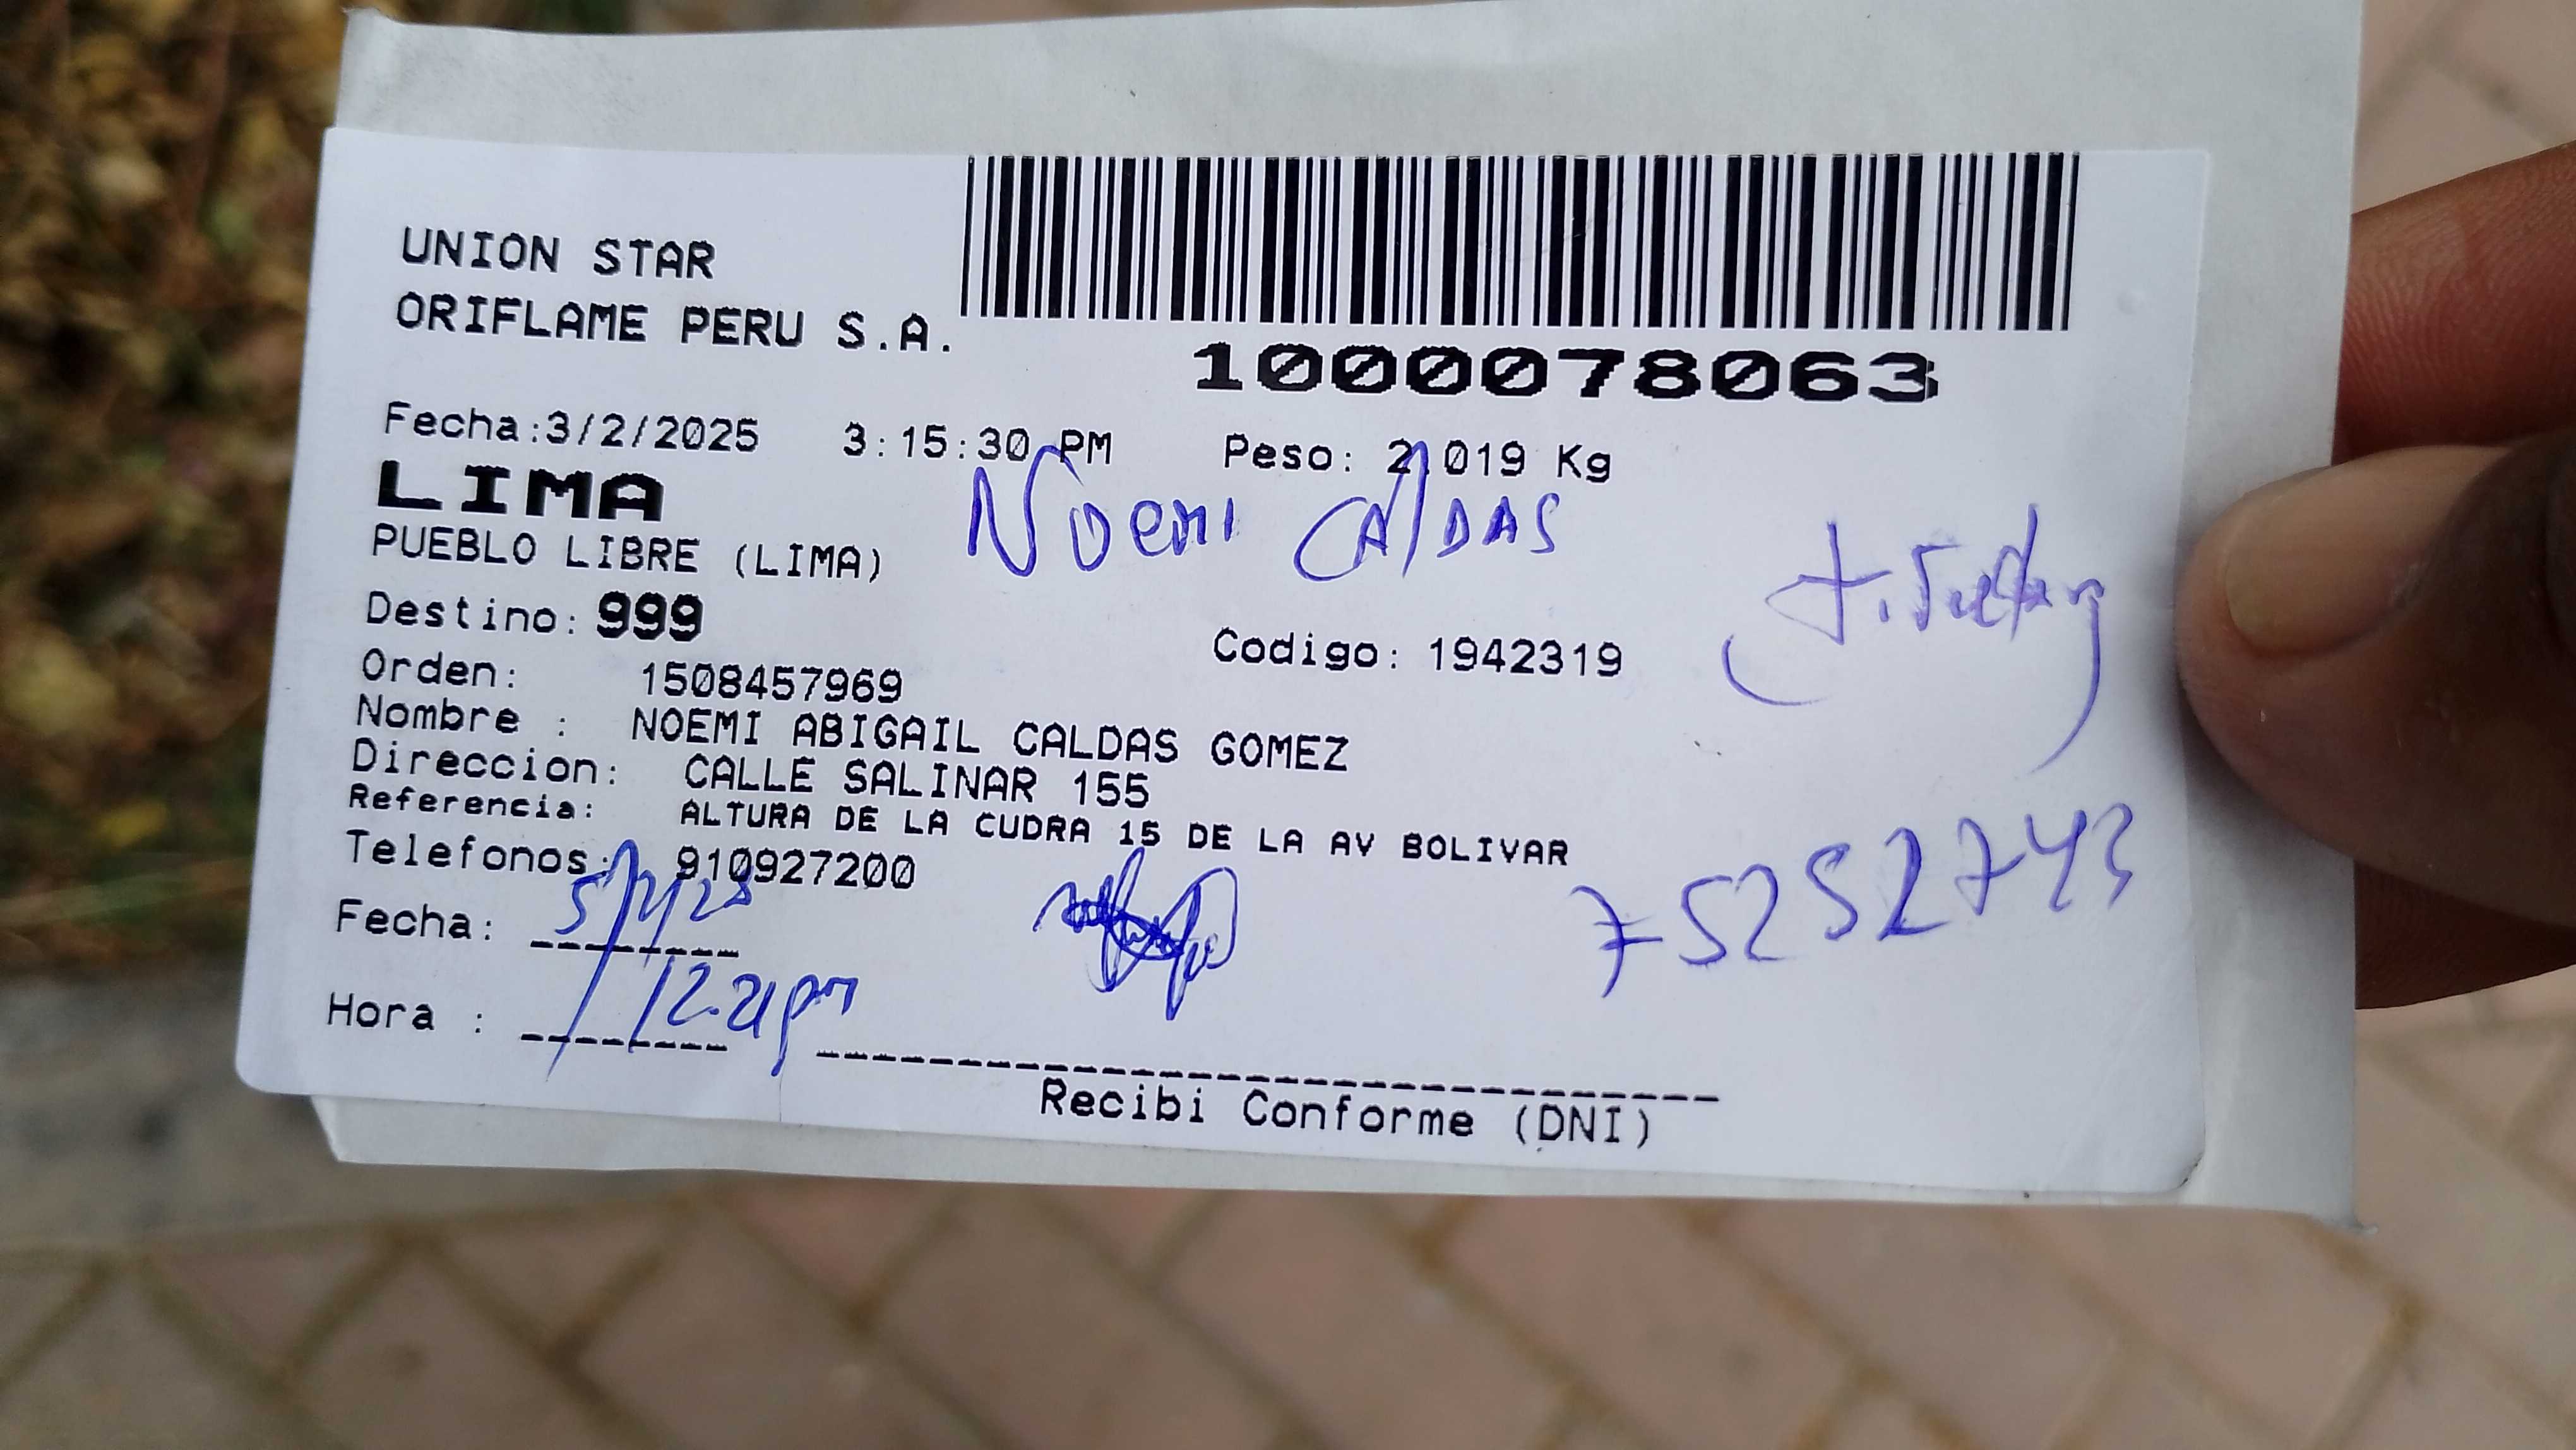 UNION STAR
ORIFLAME PERU S.A.
1000078063
Fecha:3/2/2025 3:15:30 PM Peso: 2,019 Kg
LIMA
NOEMI CALDAS
PUEBLO LIBRE (LIMA)
Destino: 999
Codigo: 1942319
Orden: 1508457969
Nombre : NOEMI ABIGAIL CALDAS GOMEZ
Direccion: CALLE SALINAR 155
Referencia: ALTURA DE LA CUDRA 15 DE LA AV BOLIVAR
Telefonos: 910927200
75252743
Fecha: 5/2/25
Hora : 12.21pm
Recibi Conforme (DNI)